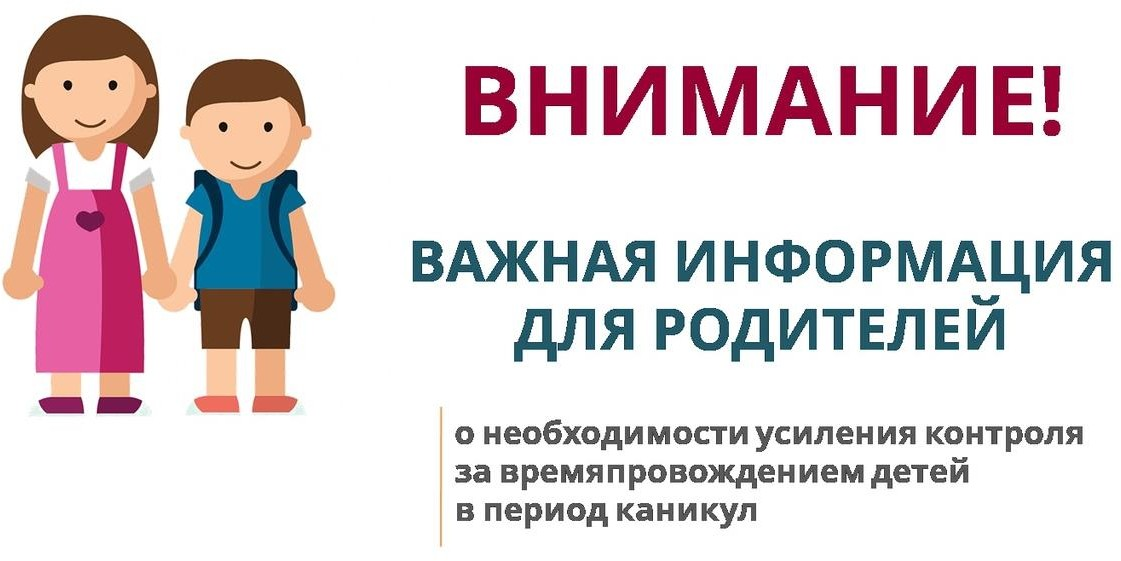 ВНИМАНИЕ!
ВАЖНАЯ ИНФОРМАЦИЯ
ДЛЯ РОДИТЕЛЕЙ
о необходимости усиления контроля
за времяпровождением детей
в период каникул